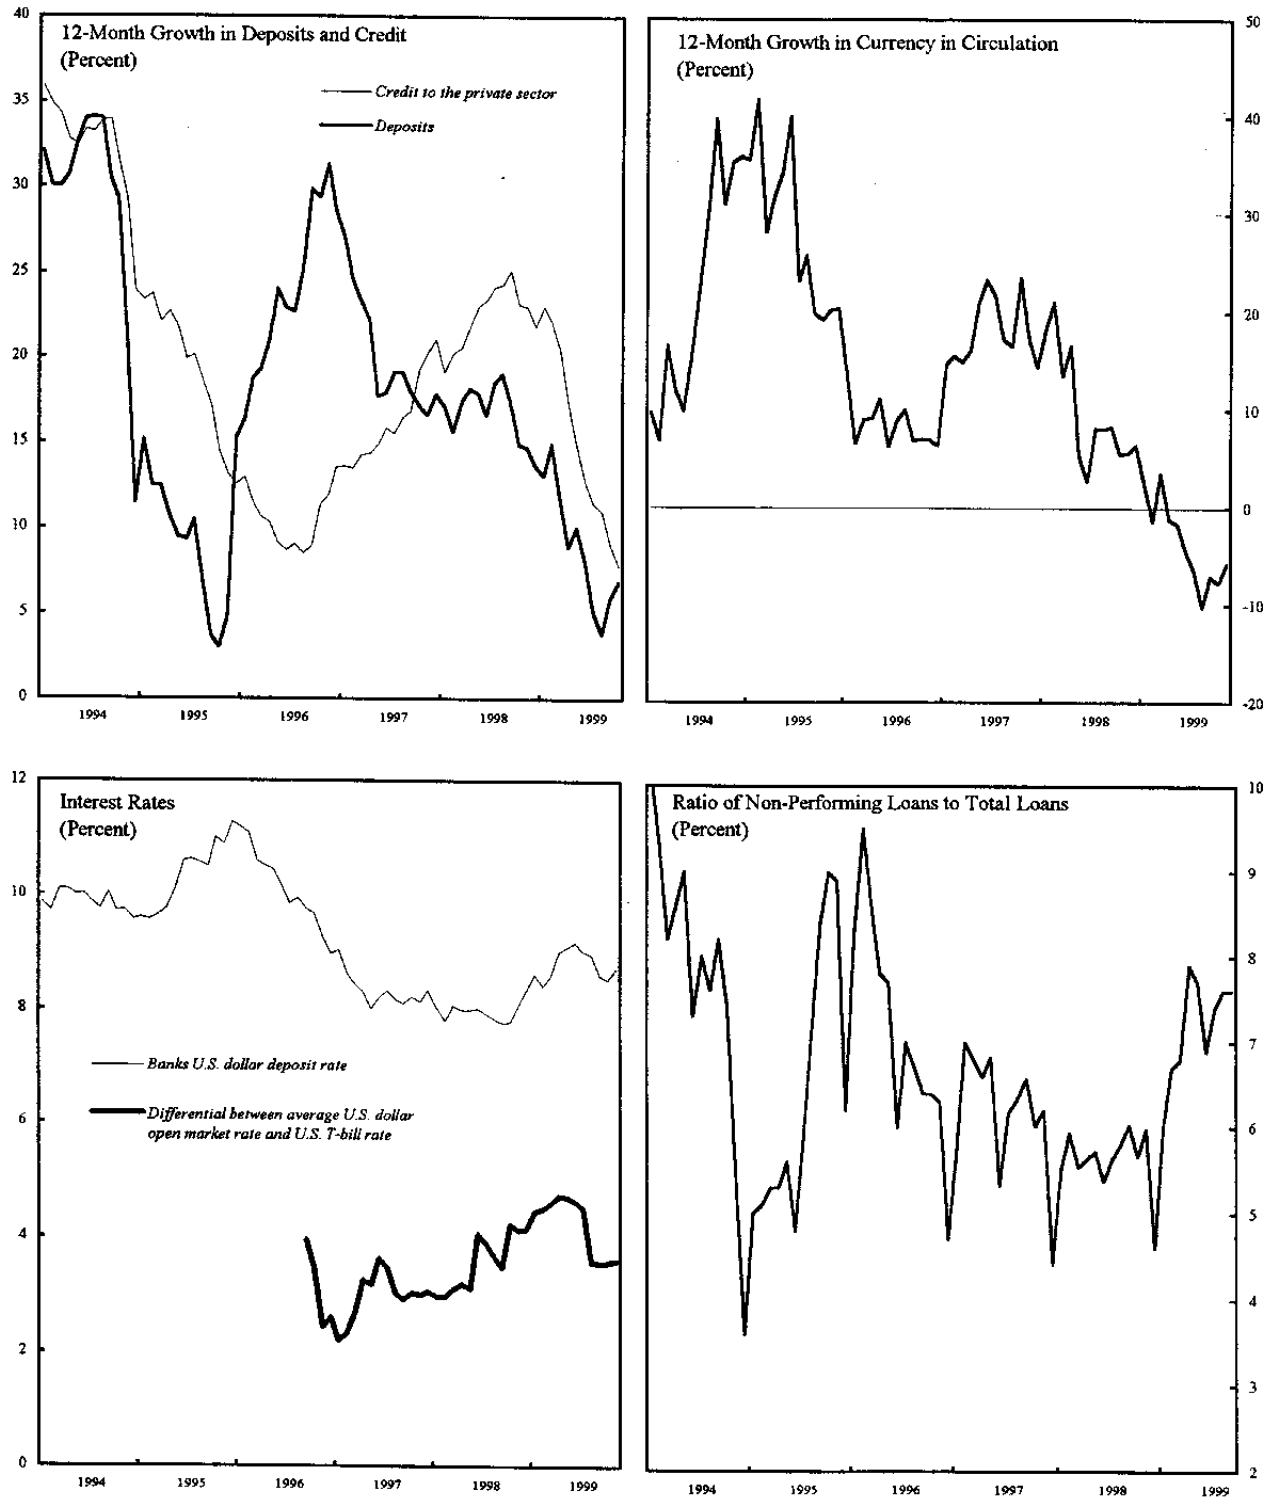 12-Month Growth in Deposits and Credit
(Percent)
Credit to the private sector
Deposits
40
35
30
25
20
15
10
5
0
1994 1995 1996 1997 1998 1999
12-Month Growth in Currency in Circulation
(Percent)
50
40
30
20
10
0
-10
-20
1994 1995 1996 1997 1998 1999
Interest Rates
(Percent)
Banks U.S. dollar deposit rate
Differential between average U.S. dollar
open market rate and U.S. T-bill rate
12
10
8
6
4
2
0
1994 1995 1996 1997 1998 1999
Ratio of Non-Performing Loans to Total Loans
(Percent)
10
9
8
7
6
5
4
3
2
1994 1995 1996 1997 1998 1999